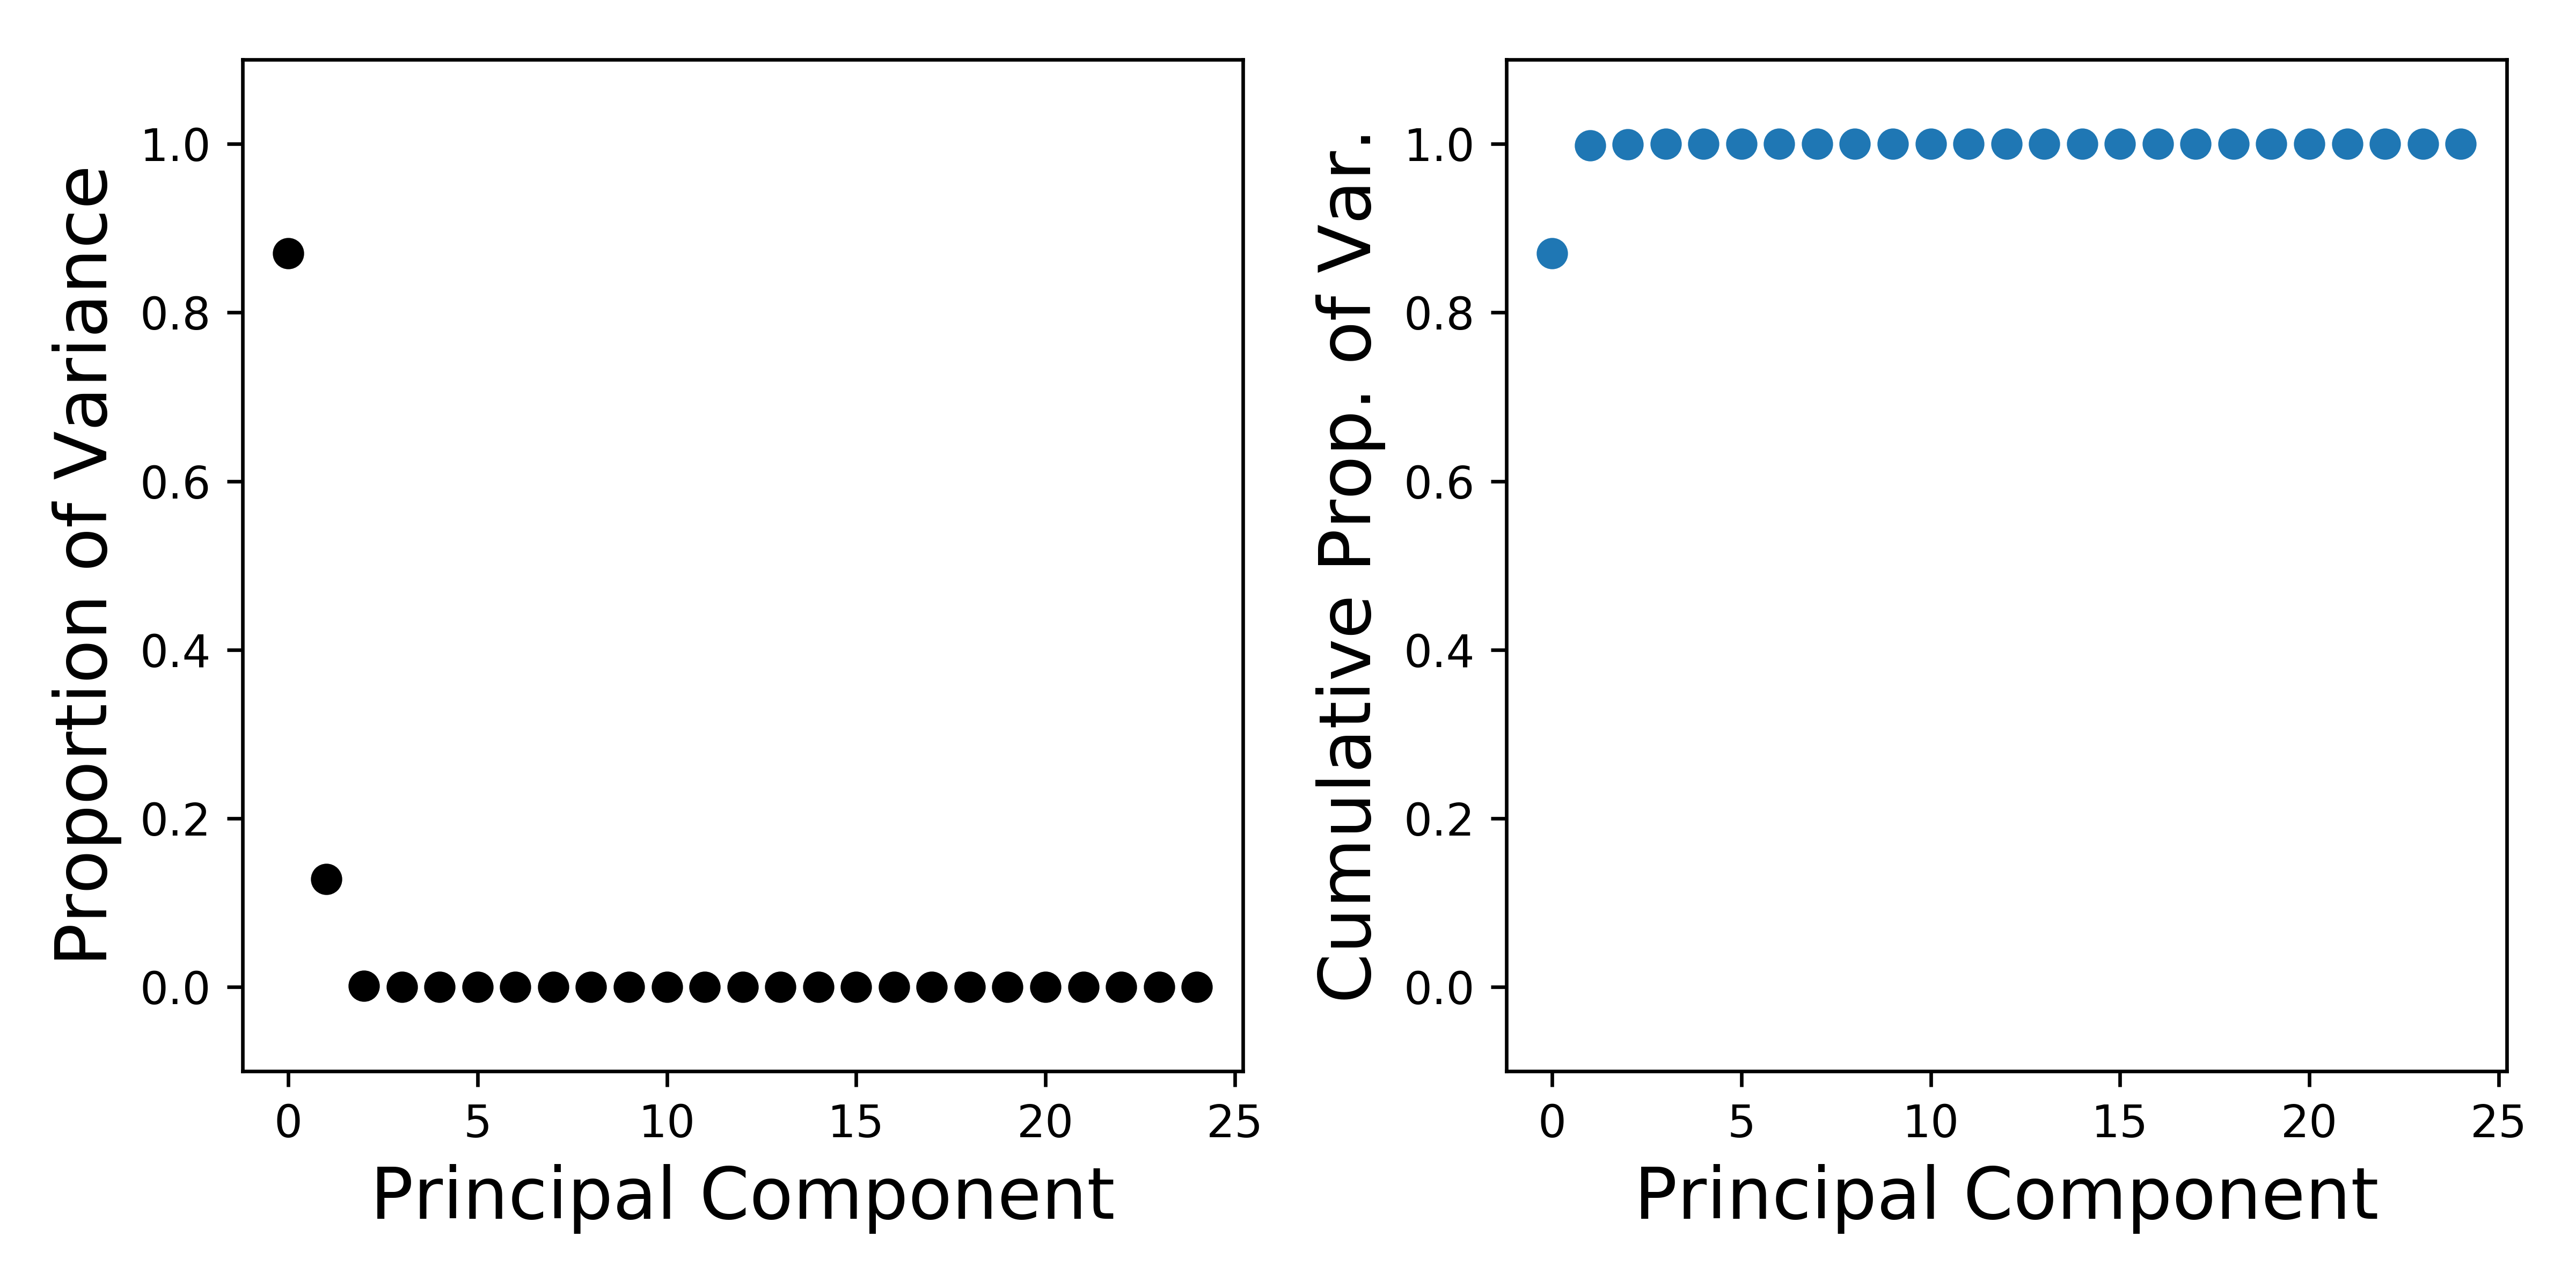 Proportion of Variance
1.0
0.8
0.6
0.4
0.2
0.0
0 5 10 15 20 25
Principal Component
Cumulative Prop. of Var.
1.0
0.8
0.6
0.4
0.2
0.0
0 5 10 15 20 25
Principal Component